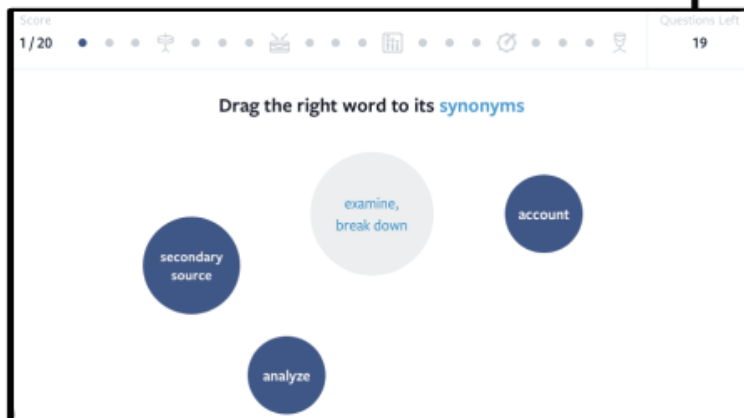 Score
Questions Left
1 / 20
19
Drag the right word to its synonyms
examine,
break down
account
secondary
source
analyze